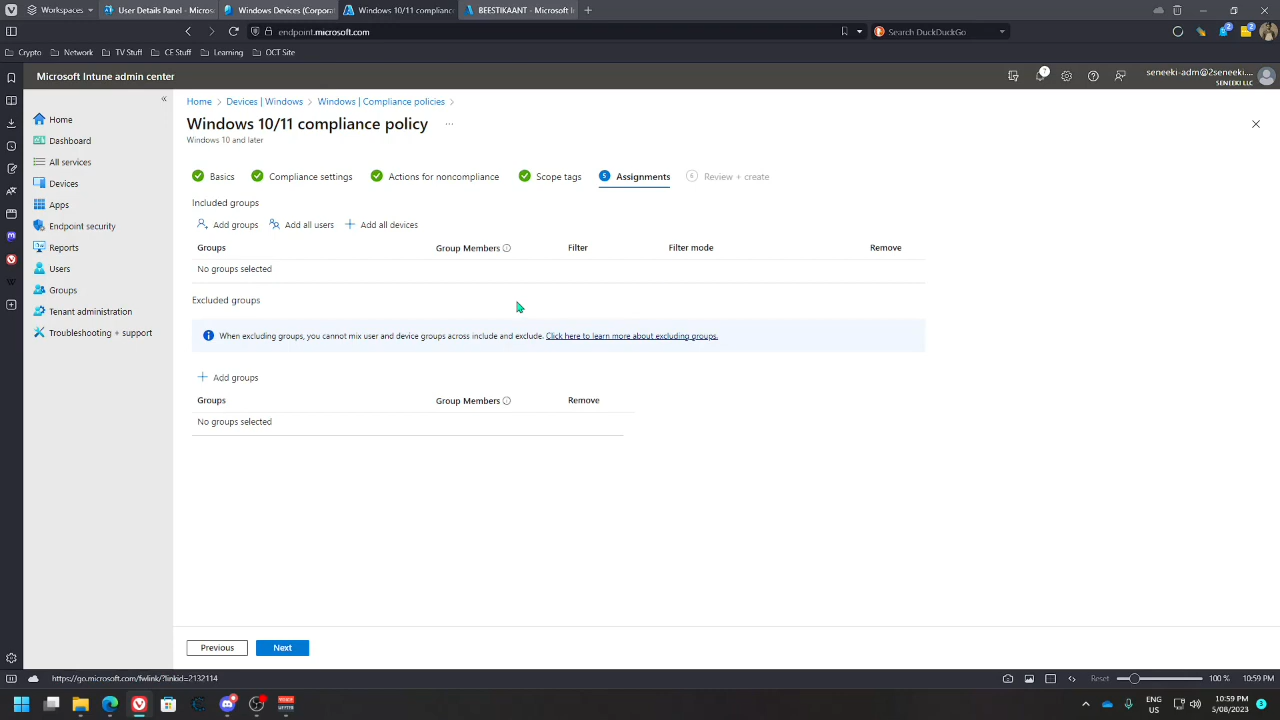 Workspaces
User Details Panel - Micros
Windows Devices (Corporat
Windows 10/11 complianc
BEESTIKAANT - Microsoft I
endpoint.microsoft.com
Search DuckDuckGo
Crypto
Network
TV Stuff
CE Stuff
Learning
OCT Site
Microsoft Intune admin center
seneeki-adm@2seneeki....
SENEEKI LLC
Home
Dashboard
All services
Devices
Apps
Endpoint security
Reports
Users
Groups
Tenant administration
Troubleshooting + support
Home > Devices | Windows > Windows | Compliance policies >
Windows 10/11 compliance policy ...
Windows 10 and later
Basics
Compliance settings
Actions for noncompliance
Scope tags
5 Assignments
6 Review + create
Included groups
Add groups
Add all users
Add all devices
Groups Group Members Filter Filter mode Remove
No groups selected
Excluded groups
When excluding groups, you cannot mix user and device groups across include and exclude. Click here to learn more about excluding groups.
Add groups
Groups Group Members Remove
No groups selected
Previous
Next
https://go.microsoft.com/fwlink/?linkid=2132114
Reset
100 %
10:59 PM
ENG
US
10:59 PM
5/08/2023